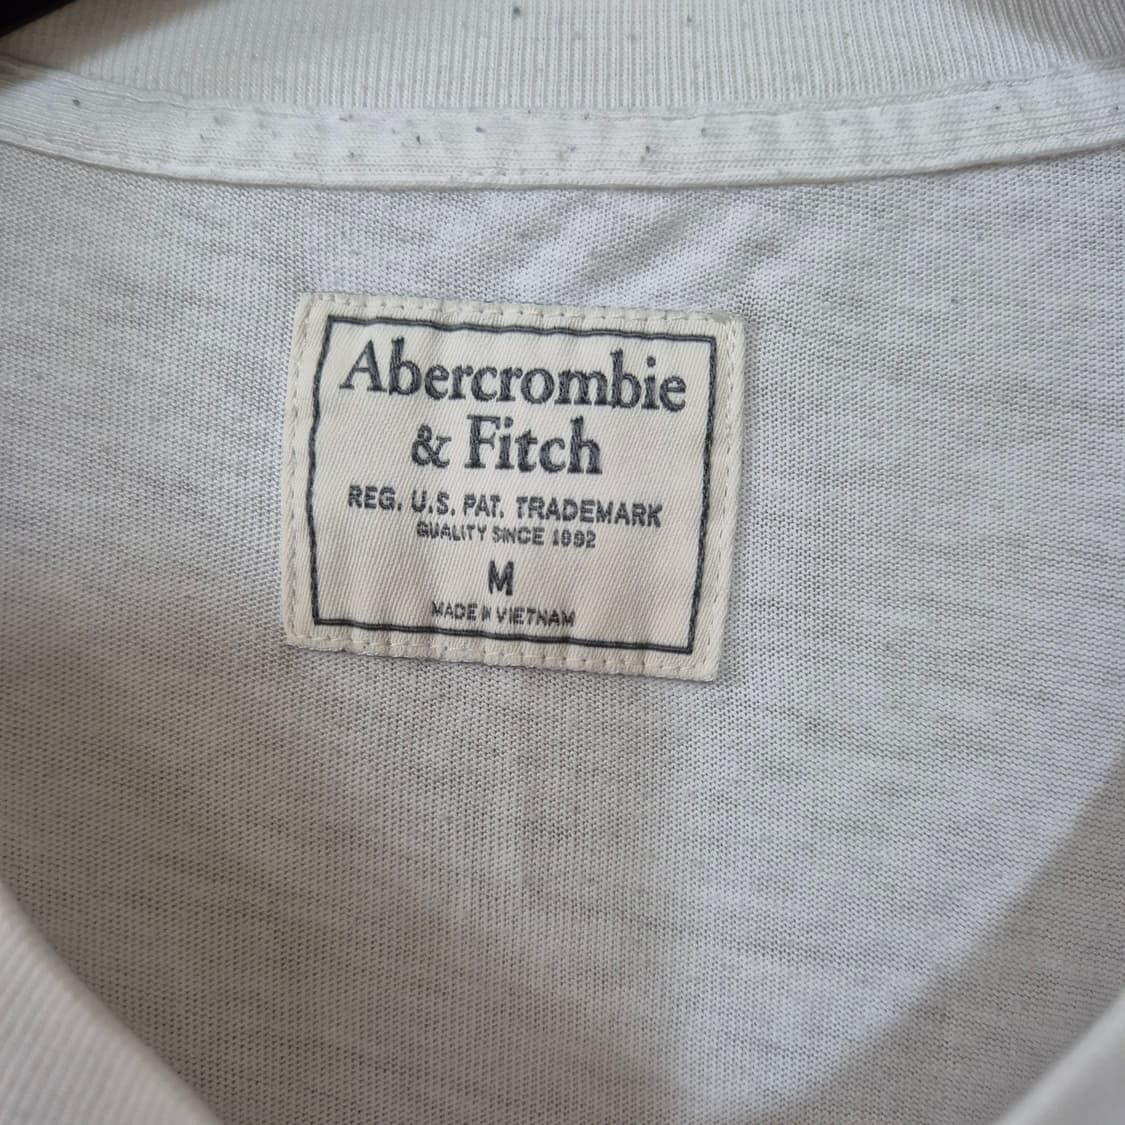 Abercrombie
& Fitch
REG. U.S. PAT. TRADEMARK
QUALITY SINCE 1892
M
MADE IN VIETNAM